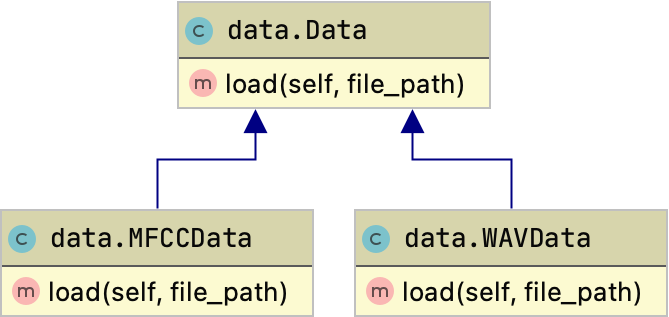 c data.Data
m load(self, file_path)
c data.MFCCData
m load(self, file_path)
c data.WAVData
m load(self, file_path)